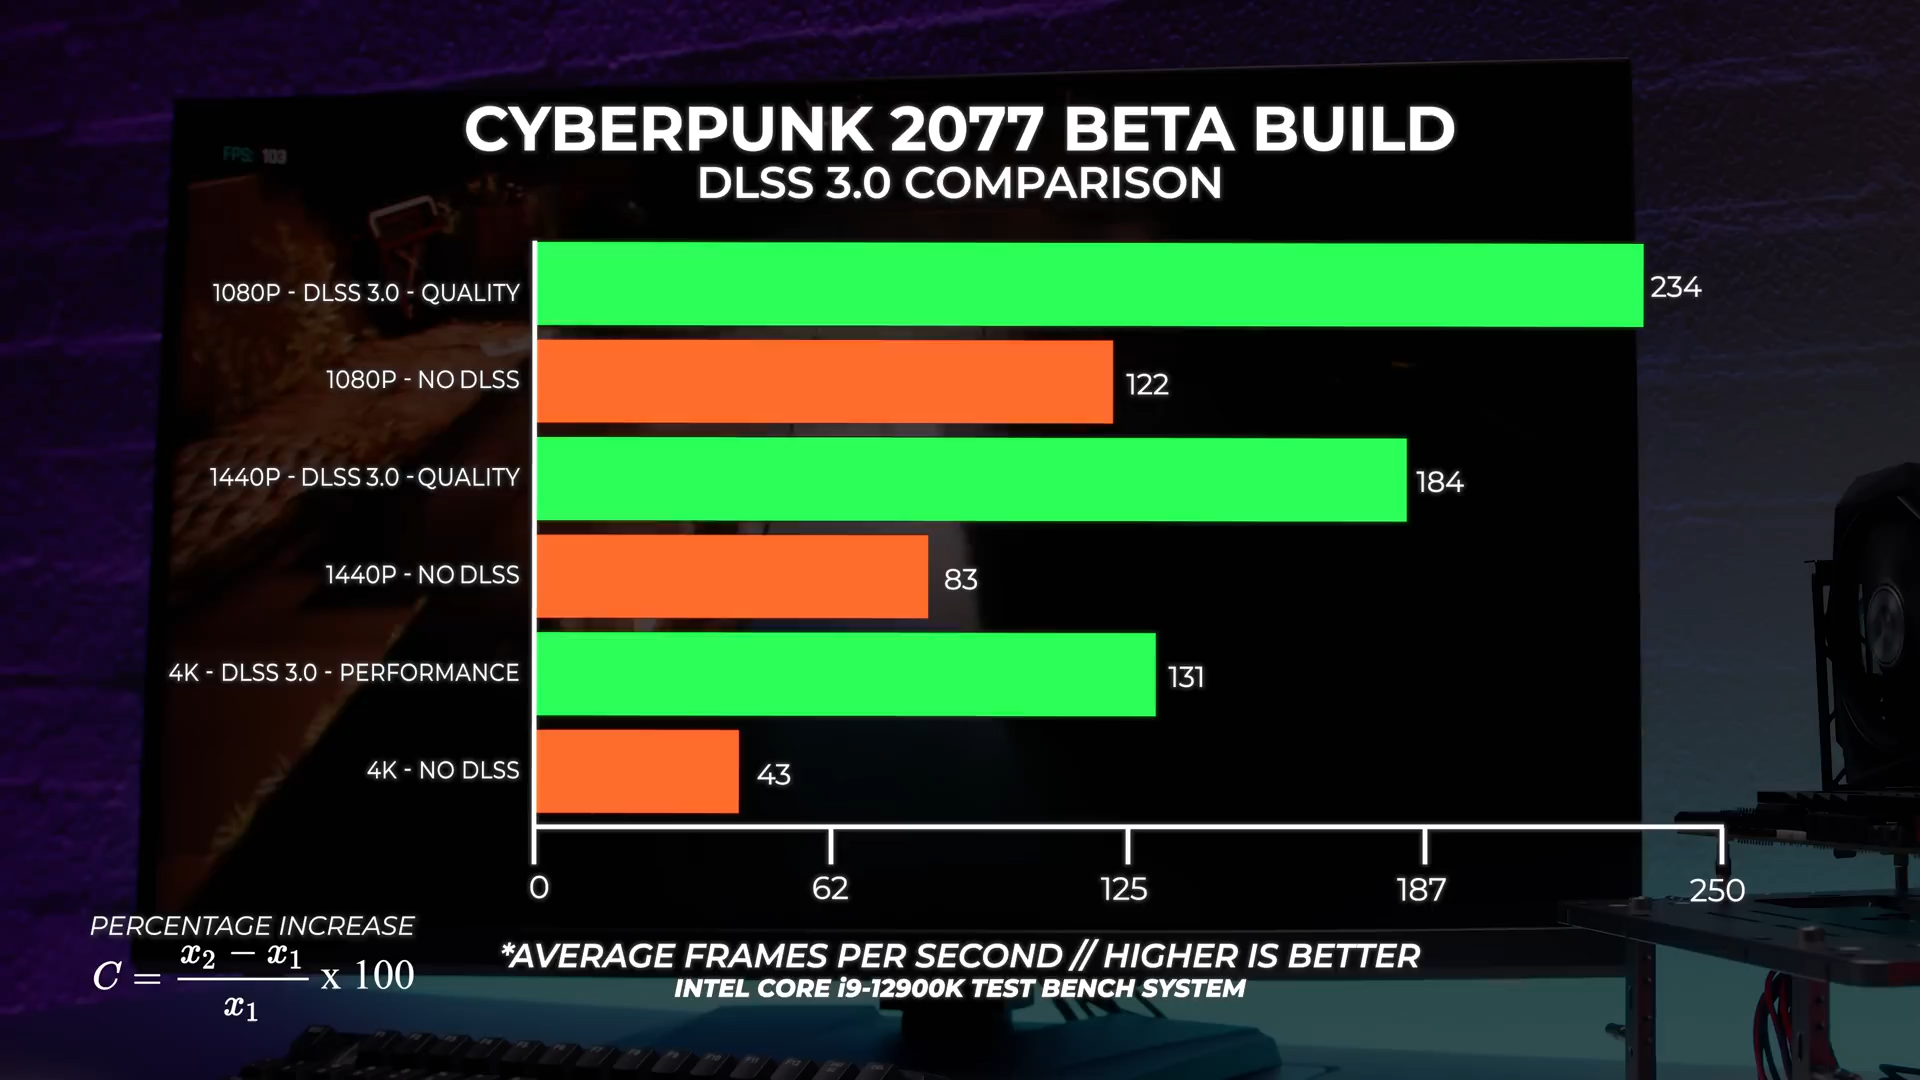 CYBERPUNK 2077 BETA BUILD
DLSS 3.0 COMPARISON
FPS: 103
1080P - DLSS 3.0 - QUALITY
234
1080P - NO DLSS
122
1440P - DLSS 3.0 - QUALITY
184
1440P - NO DLSS
83
4K - DLSS 3.0 - PERFORMANCE
131
4K - NO DLSS
43
0 62 125 187 250
PERCENTAGE INCREASE
C = (x₂ − x₁) / x₁ x 100
*AVERAGE FRAMES PER SECOND // HIGHER IS BETTER
INTEL CORE i9-12900K TEST BENCH SYSTEM